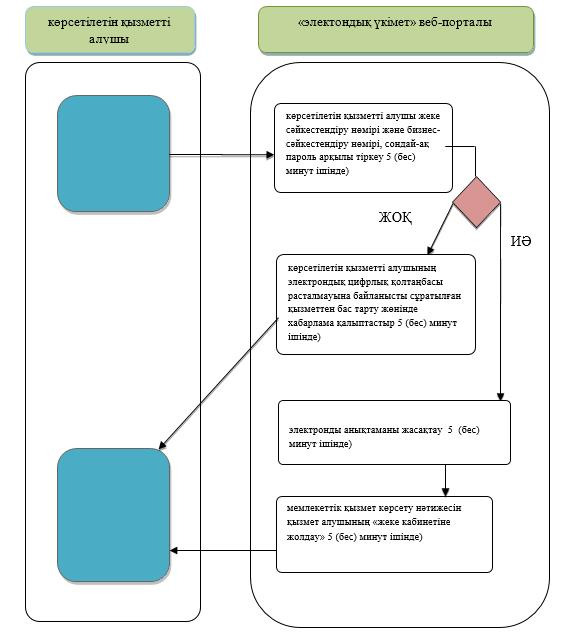 көрсетілетін қызметті
алушы
«электондық үкімет» веб-порталы
көрсетілетін қызметті алушы жеке
сәйкестендіру нөмірі және бизнес-
сәйкестендіру нөмірі, сондай-ақ
пароль арқылы тіркеу 5 (бес)
минут ішінде)
ЖОҚ
ИӘ
көрсетілетін қызметті алушының
электрондық цифрлық қолтаңбасы
расталмауына байланысты сұратылған
қызметтен бас тарту жөнінде
хабарлама қалыптастыр 5 (бес) минут
ішінде)
электронды анықтаманы жасақтау 5 (бес)
минут ішінде)
мемлекеттік қызмет көрсету нәтижесін
қызмет алушының «жеке кабинетіне
жолдау» 5 (бес) минут ішінде)